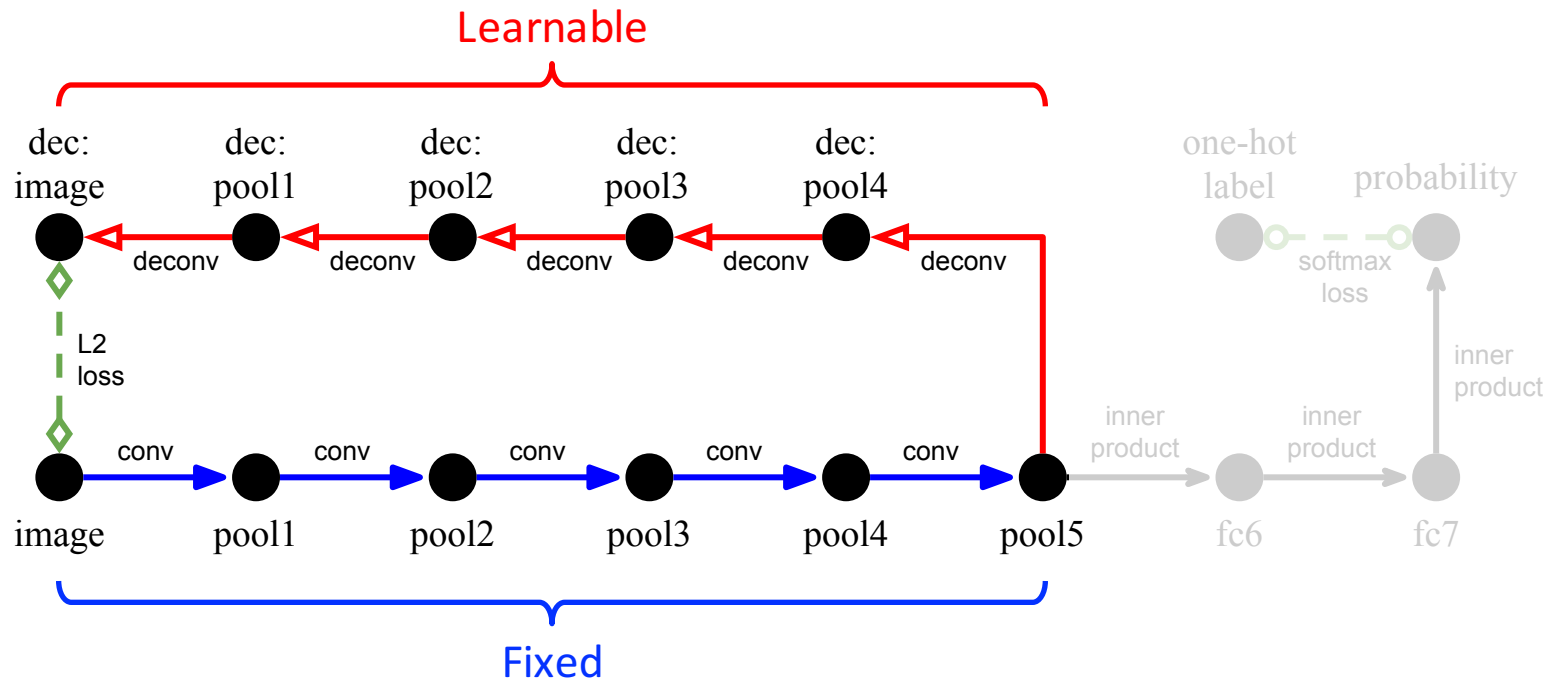 Learnable
dec: dec: dec: dec: dec: one-hot
image pool1 pool2 pool3 pool4 label probability
deconv deconv deconv deconv deconv softmax
loss
L2
loss
inner
product
conv conv conv conv conv
inner inner
product product
image pool1 pool2 pool3 pool4 pool5 fc6 fc7
Fixed